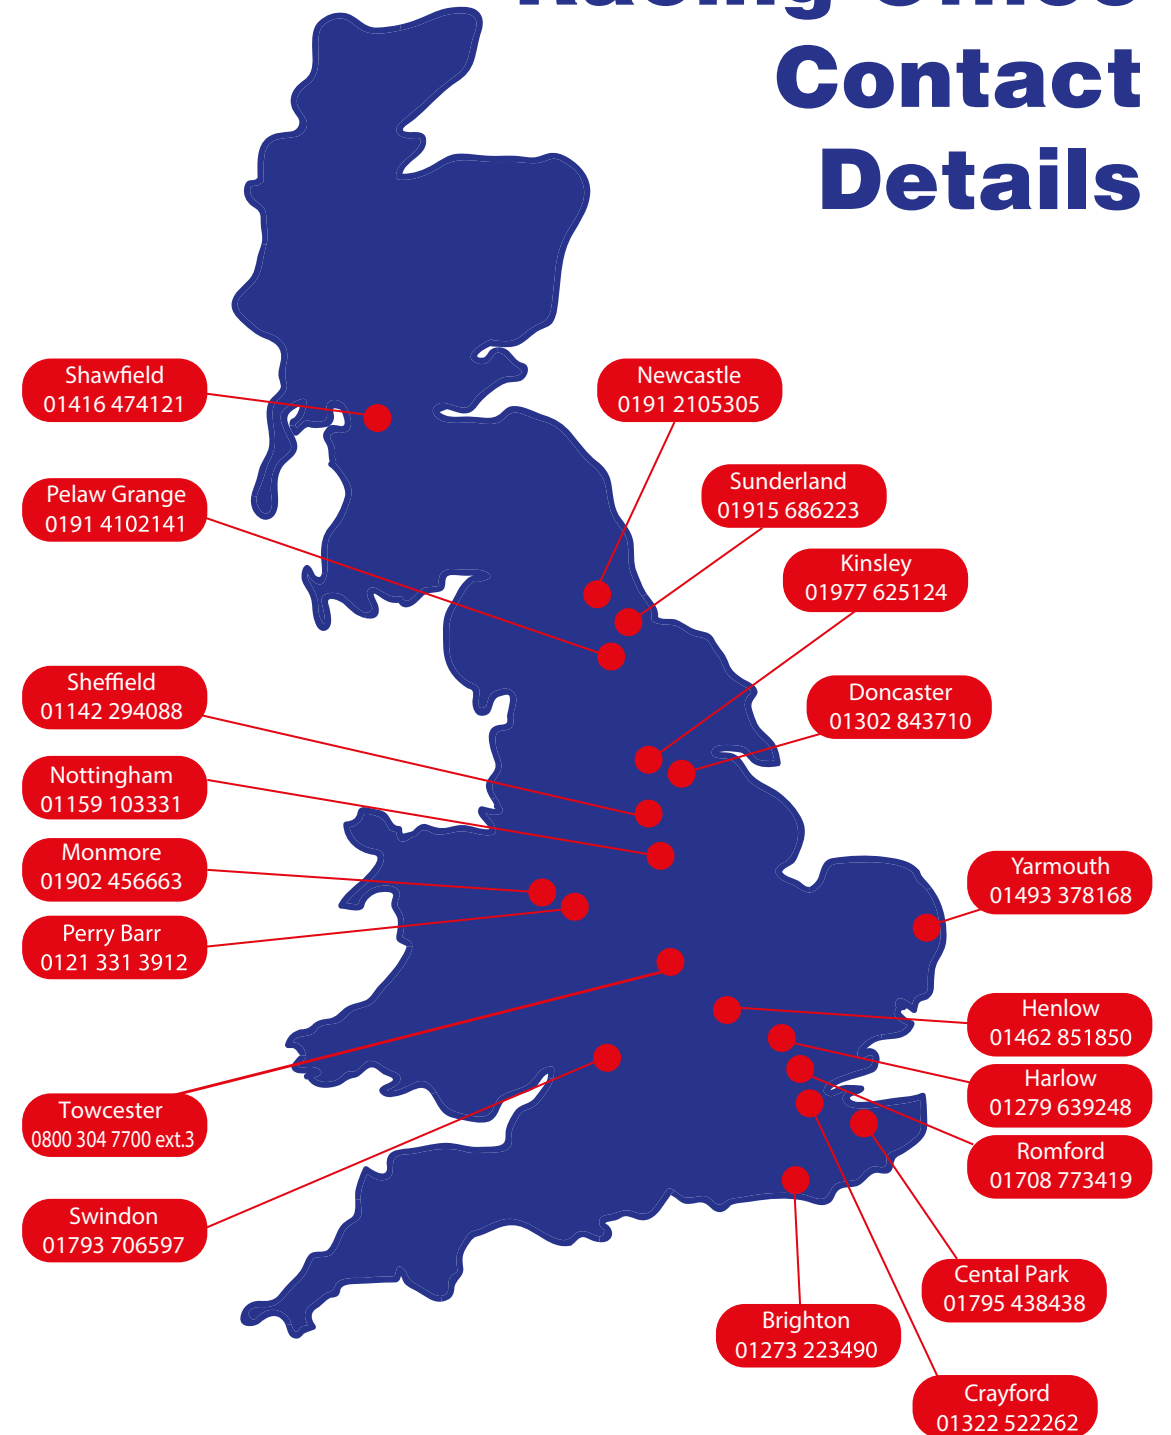 Racing Office
Contact
Details
Shawfield
01416 474121
Newcastle
0191 2105305
Pelaw Grange
0191 4102141
Sunderland
01915 686223
Kinsley
01977 625124
Sheffield
01142 294088
Doncaster
01302 843710
Nottingham
01159 103331
Monmore
01902 456663
Yarmouth
01493 378168
Perry Barr
0121 331 3912
Henlow
01462 851850
Harlow
01279 639248
Towcester
0800 304 7700 ext.3
Romford
01708 773419
Swindon
01793 706597
Cental Park
01795 438438
Brighton
01273 223490
Crayford
01322 522262